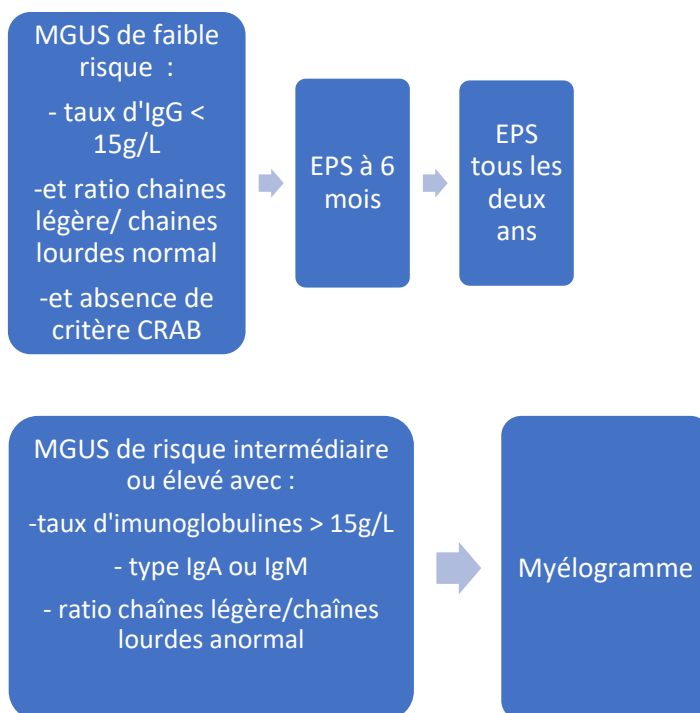 MGUS de faible
risque :
- taux d'IgG <
15g/L
-et ratio chaines
légère/ chaines
lourdes normal
-et absence de
critère CRAB
EPS à 6
mois
EPS
tous les
deux
ans
MGUS de risque intermédiaire
ou élevé avec :
-taux d'imunoglobulines > 15g/L
- type IgA ou IgM
- ratio chaînes légère/chaînes
lourdes anormal
Myélogramme